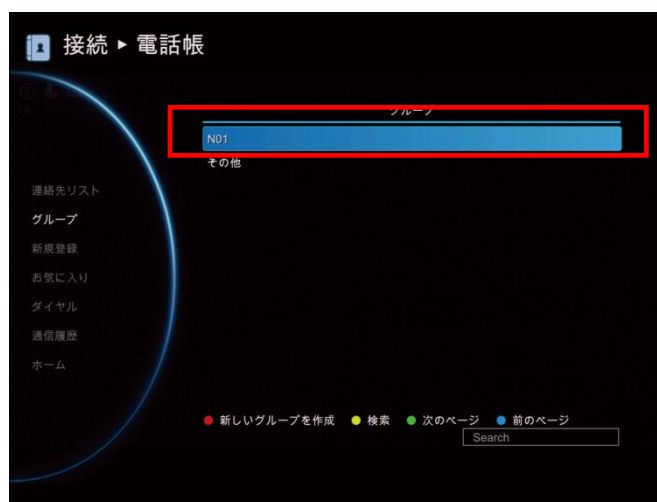 接続 ▸ 電話帳
グループ
N01
その他
連絡先リスト
グループ
新規登録
お気に入り
ダイヤル
通信履歴
ホーム
● 新しいグループを作成 ● 検索 ● 次のページ ● 前のページ
Search